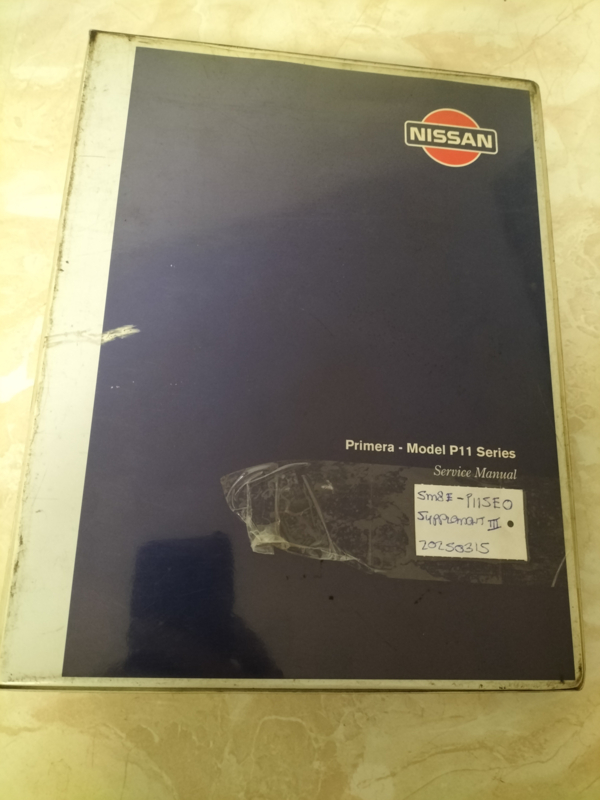 NISSAN
Primera - Model P11 Series
Service Manual
SM8E-P11SE0
SUPPLEMENT III
20250315